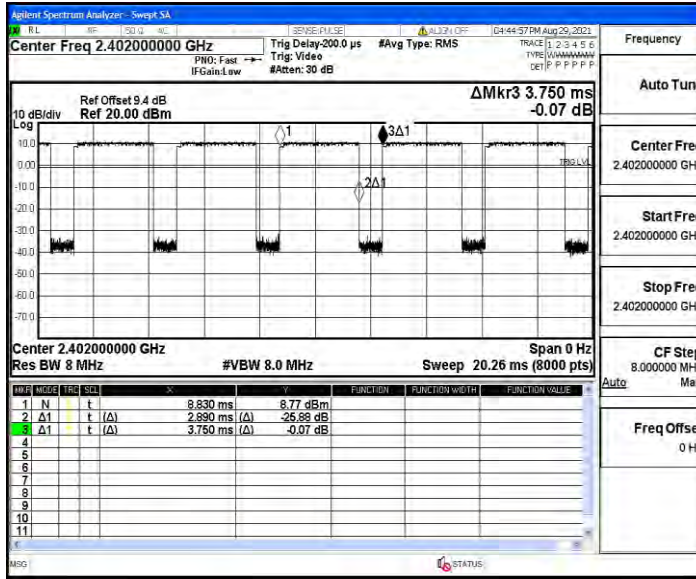 Agilent Spectrum Analyzer - Swept SA
RL RF 50 Ω AC SENSE:PULSE ALIGN OFF 04:44:57 PM Aug 29, 2021
Center Freq 2.402000000 GHz
PNO: Fast
IFGain:Low
Trig Delay-200.0 µs
Trig: Video
#Atten: 30 dB
#Avg Type: RMS
TRACE 1 2 3 4 5 6
TYPE WWWWWW
DET P P P P P P
Ref Offset 9.4 dB
10 dB/div Ref 20.00 dBm
ΔMkr3 3.750 ms
-0.07 dB
Log
1 3Δ1
10.0
TRIG LVL
0.00
2Δ1
-10.0
-20.0
-30.0
-40.0
-50.0
-60.0
-70.0
Center 2.402000000 GHz Span 0 Hz
Res BW 8 MHz #VBW 8.0 MHz Sweep 20.26 ms (8000 pts)
MKR MODE TRC SCL X Y FUNCTION FUNCTION WIDTH FUNCTION VALUE
1 N t 8.830 ms 8.77 dBm
2 Δ1 t (Δ) 2.890 ms (Δ) -25.88 dB
3 Δ1 t (Δ) 3.750 ms (Δ) -0.07 dB
4
5
6
7
8
9
10
11
MSG STATUS
Frequency
Auto Tun
Center Fre
2.402000000 GH
Start Fre
2.402000000 GH
Stop Fre
2.402000000 GH
CF Step
8.000000 MH
Auto Ma
Freq Offse
0 H